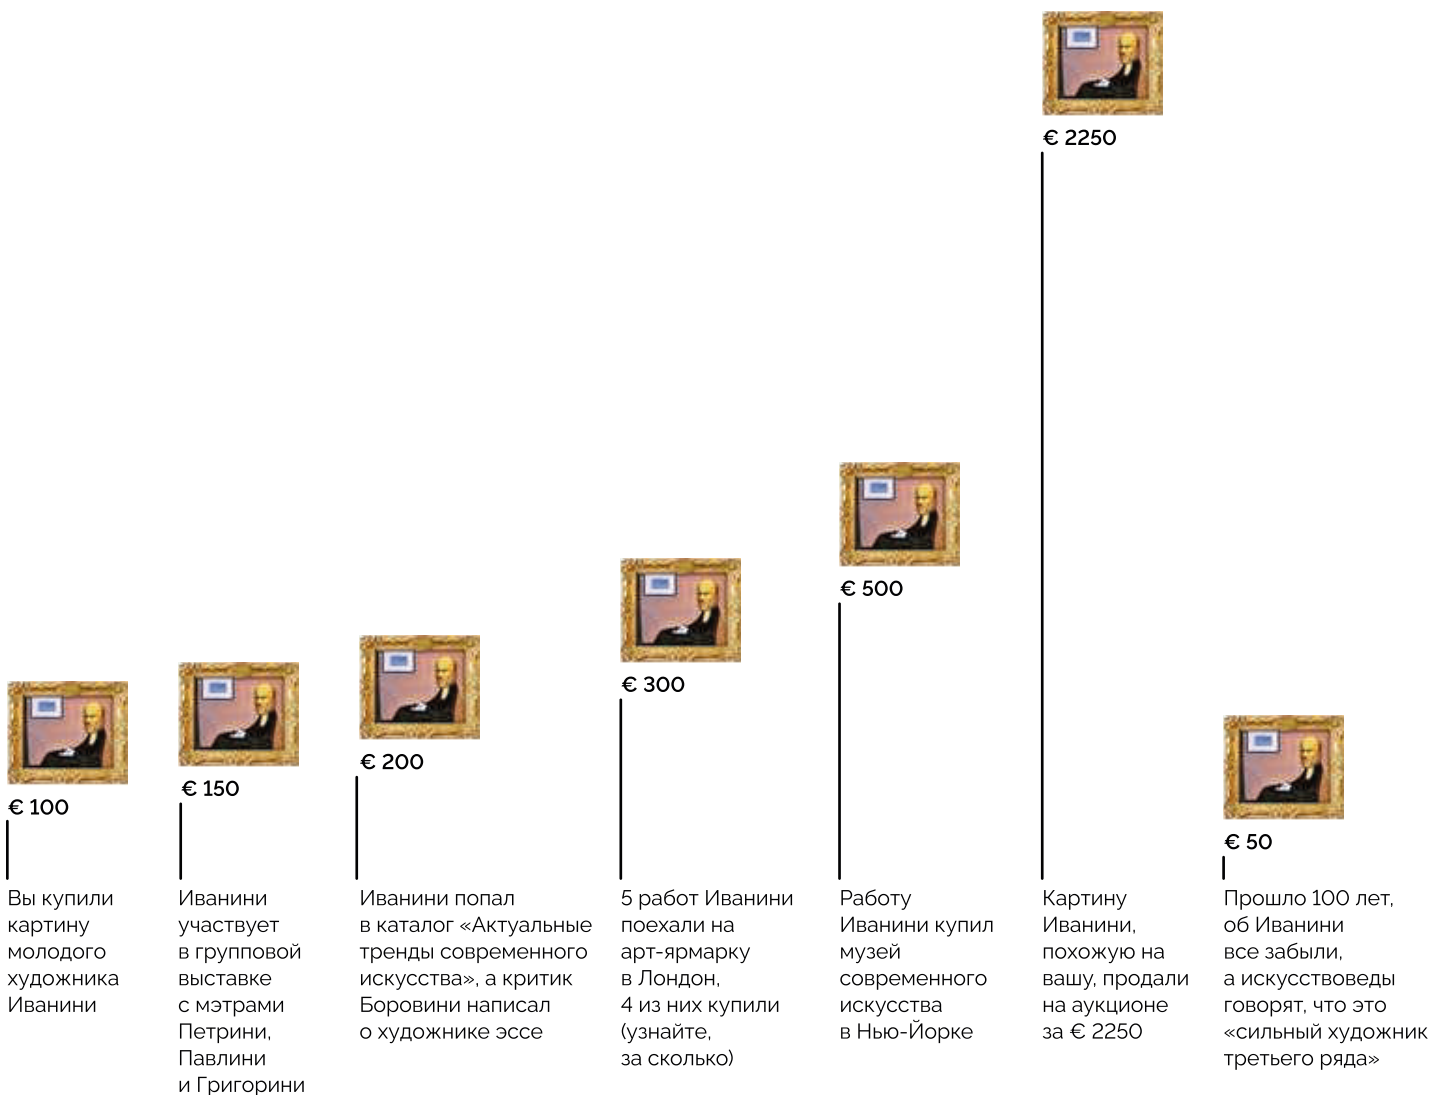 € 100
Вы купили
картину
молодого
художника
Иванини
€ 150
Иванини
участвует
в групповой
выставке
с мэтрами
Петрини,
Павлини
и Григорини
€ 200
Иванини попал
в каталог «Актуальные
тренды современного
искусства», а критик
Боровини написал
о художнике эссе
€ 300
5 работ Иванини
поехали на
арт-ярмарку
в Лондон,
4 из них купили
(узнайте,
за сколько)
€ 500
Работу
Иванини купил
музей
современного
искусства
в Нью-Йорке
€ 2250
Картину
Иванини,
похожую на
вашу, продали
на аукционе
за € 2250
€ 50
Прошло 100 лет,
об Иванини
все забыли,
а искусствоведы
говорят, что это
«сильный художник
третьего ряда»